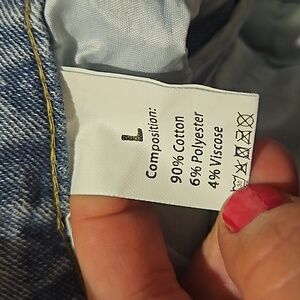 L
Composition:
90% Cotton
6% Polyester
4% Viscose